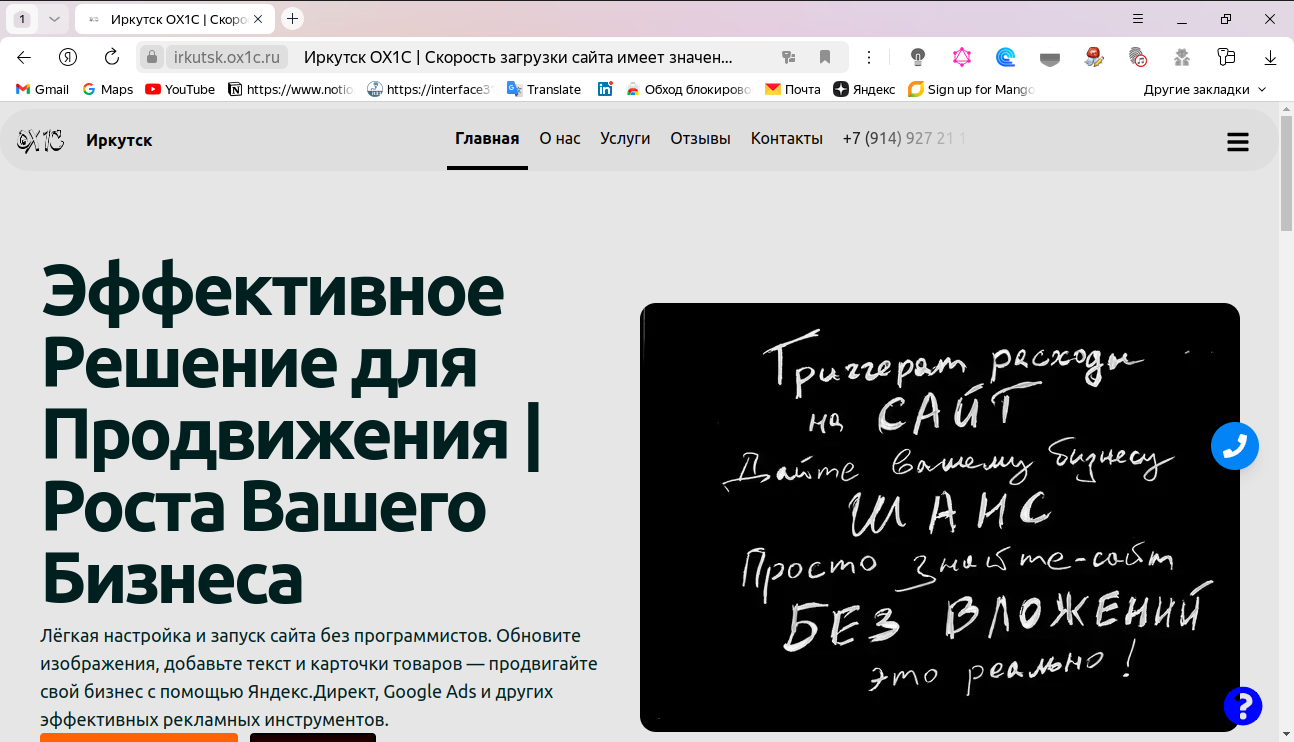 1
Иркутск OX1C | Скоро
irkutsk.ox1c.ru
Иркутск OX1C | Скорость загрузки сайта имеет значен...
Gmail
Maps
YouTube
https://www.notio
https://interface31
Translate
Обход блокирово
Почта
Яндекс
Sign up for Mango
Другие закладки
OX1C
Иркутск
Главная
О нас
Услуги
Отзывы
Контакты
+7 (914) 927 21 1
Эффективное
Решение для
Продвижения |
Роста Вашего
Бизнеса
Лёгкая настройка и запуск сайта без программистов. Обновите
изображения, добавьте текст и карточки товаров — продвигайте
свой бизнес с помощью Яндекс.Директ, Google Ads и других
эффективных рекламных инструментов.
Триггерат расходы
на САЙТ
Дайте вашему бизнесу
ШАНС
Просто знайте-сайт
БЕЗ ВЛОЖЕНИЙ
это реально!